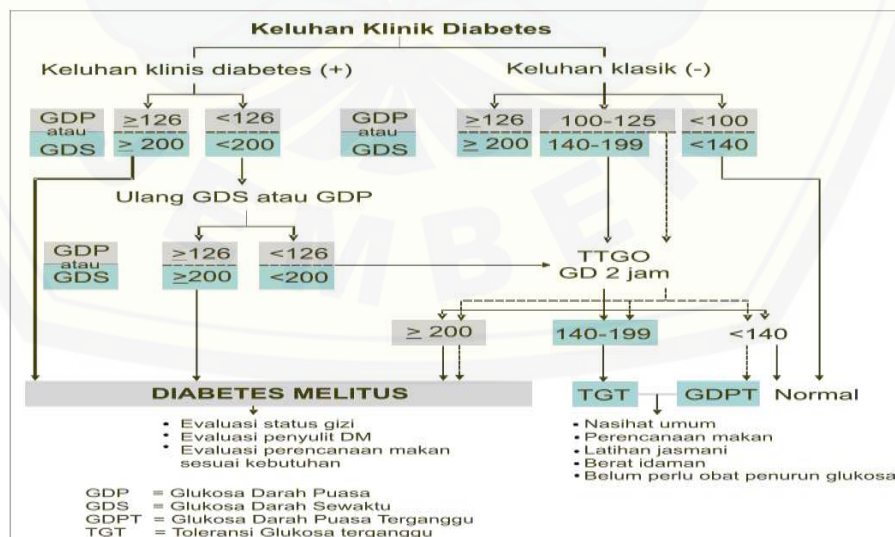 Keluhan Klinik Diabetes
Keluhan klinis diabetes (+)
Keluhan klasik (-)
GDP
atau
GDS
≥126
≥ 200
<126
<200
GDP
atau
GDS
≥126
≥ 200
100-125
140-199
<100
<140
Ulang GDS atau GDP
GDP
atau
GDS
≥126
≥200
<126
<200
TTGO
GD 2 jam
≥ 200
140-199
<140
DIABETES MELITUS
TGT
GDPT
Normal
• Evaluasi status gizi
• Evaluasi penyulit DM
• Evaluasi perencanaan makan
sesuai kebutuhan
• Nasihat umum
• Perencanaan makan
• Latihan jasmani
• Berat idaman
• Belum perlu obat penurun glukosa
GDP = Glukosa Darah Puasa
GDS = Glukosa Darah Sewaktu
GDPT = Glukosa Darah Puasa Terganggu
TGT = Toleransi Glukosa terganggu
EMBER